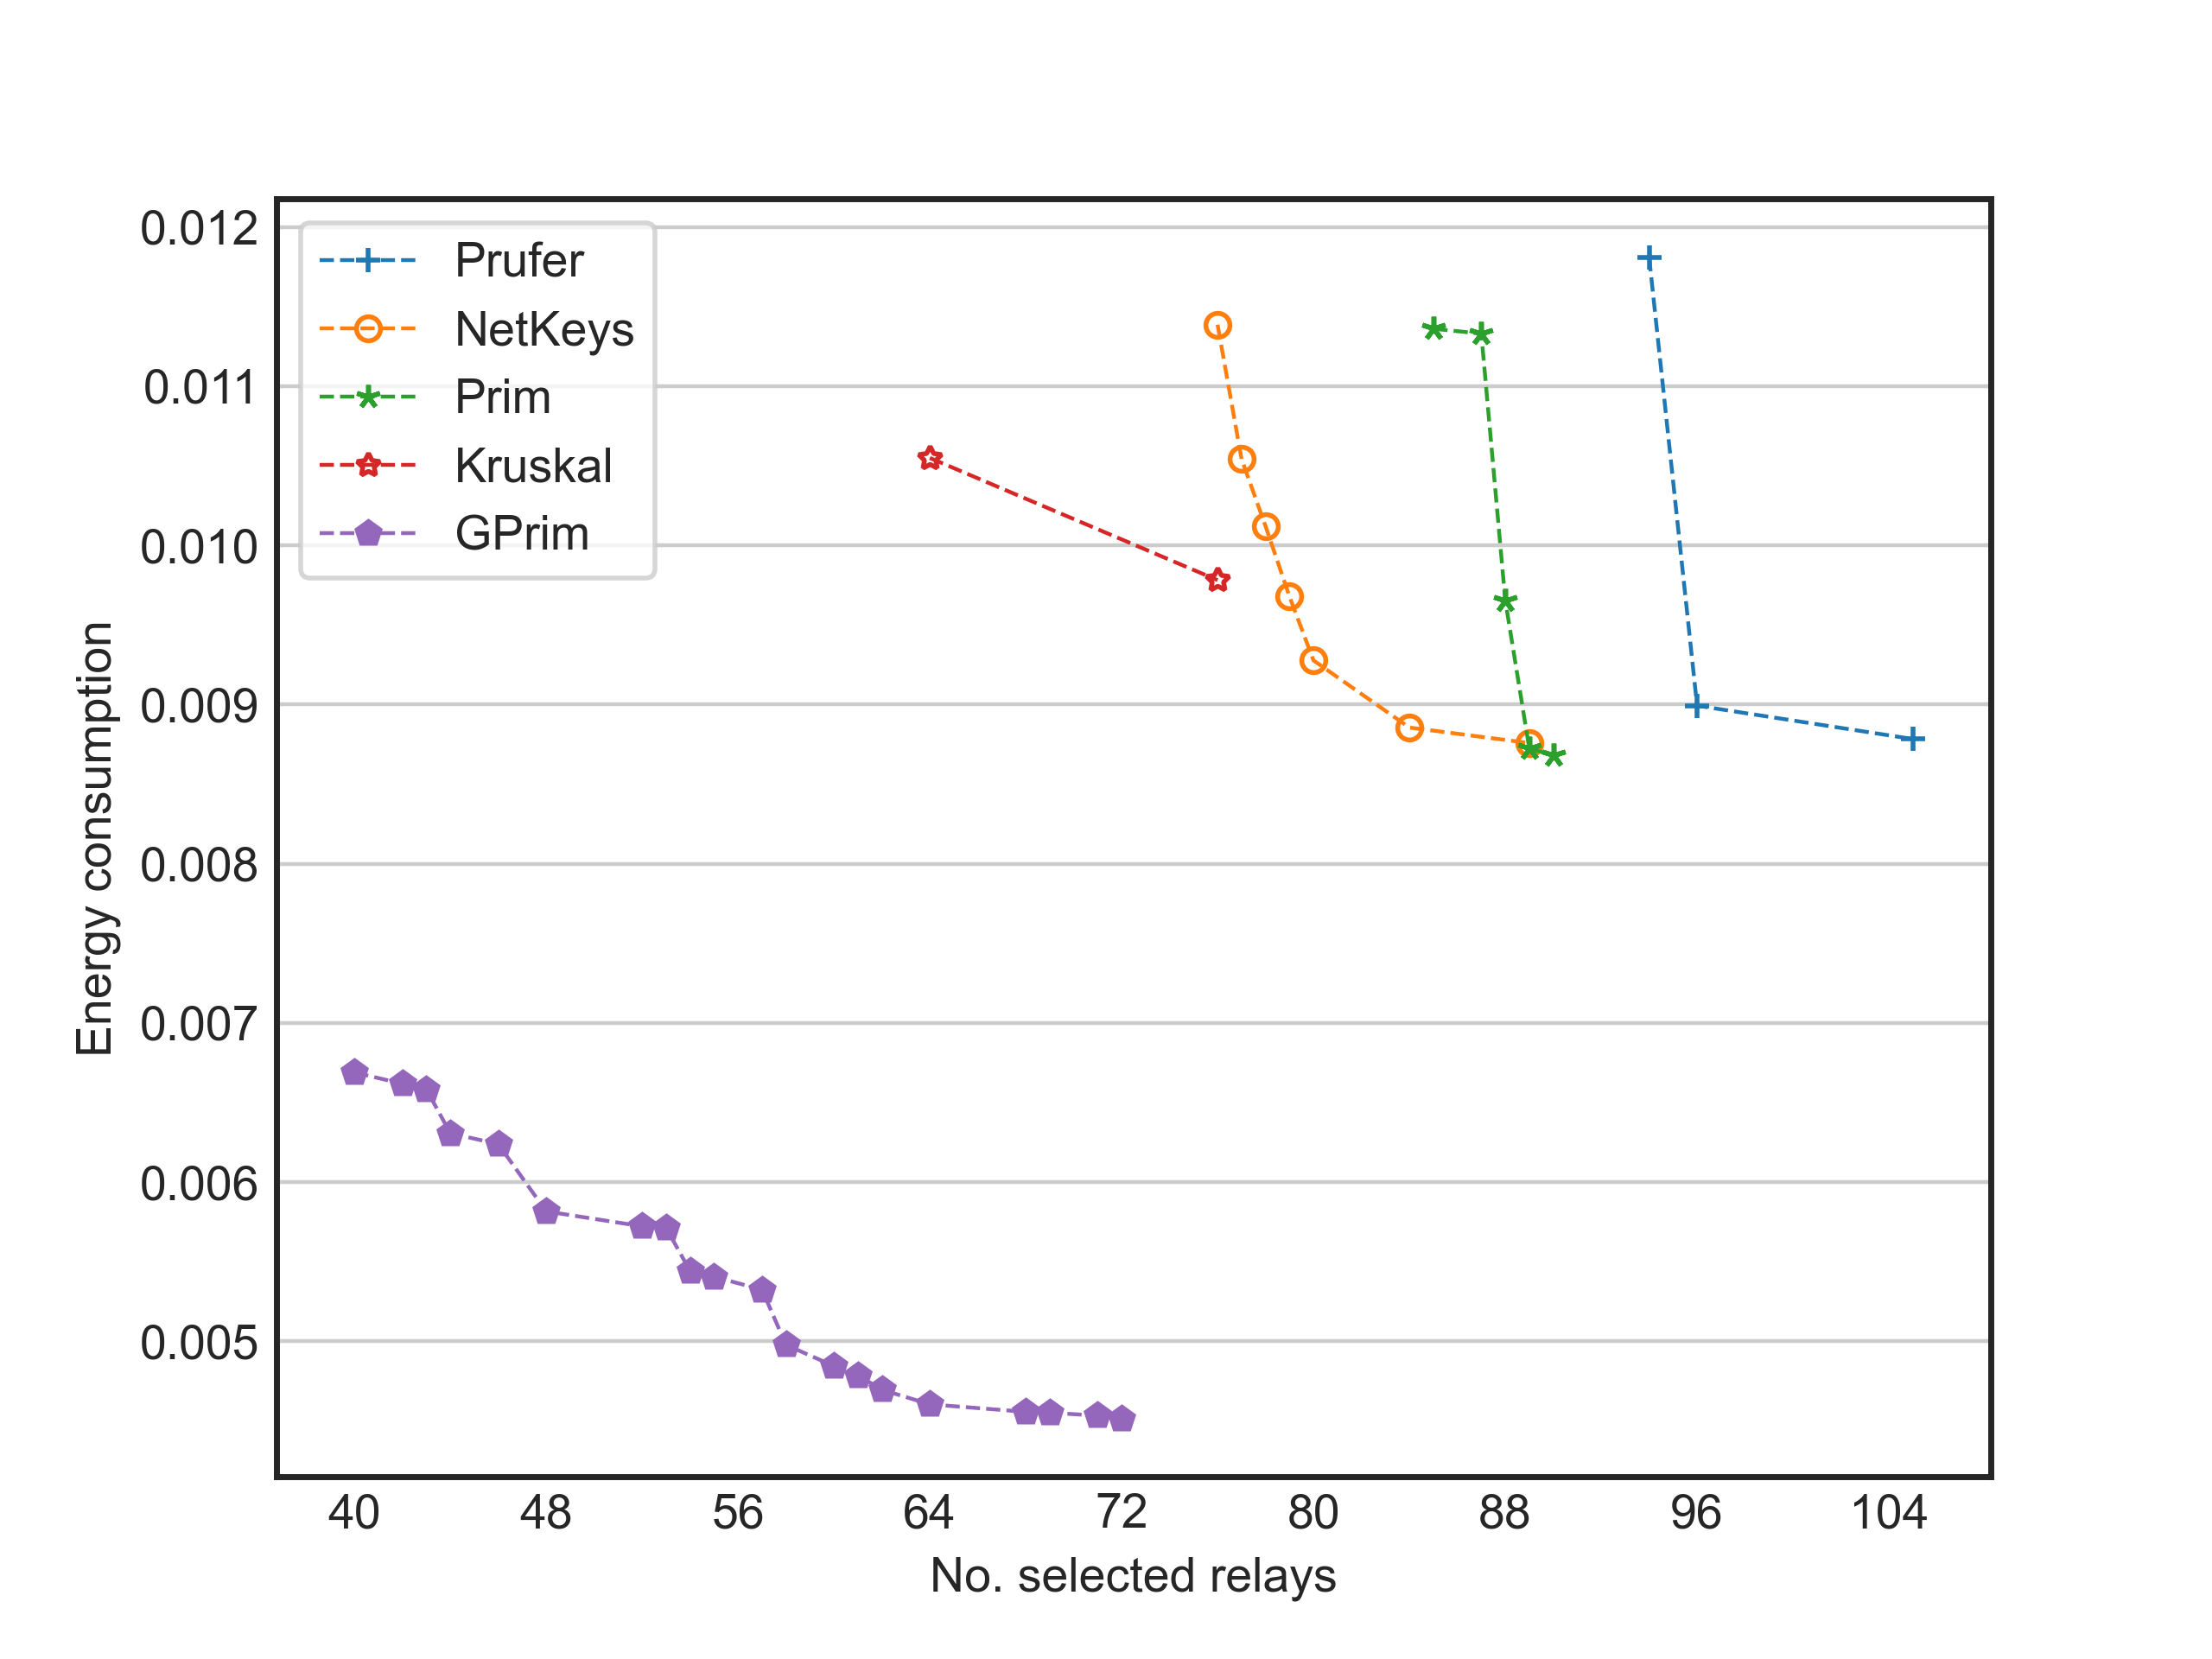 0.012
0.011
0.010
0.009
0.008
0.007
0.006
0.005
Energy consumption
Prufer
NetKeys
Prim
Kruskal
GPrim
40 48 56 64 72 80 88 96 104
No. selected relays